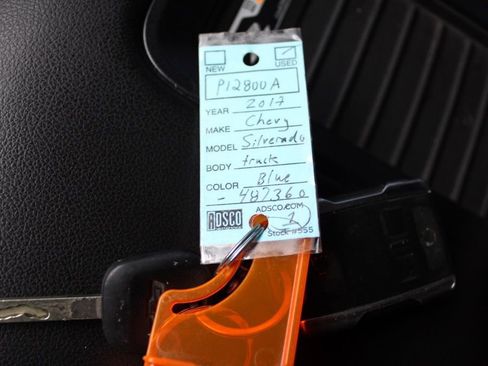 NEW USED
P12800A
YEAR 2017
MAKE Chevy
MODEL Silverado
BODY truck
COLOR Blue
- 487360
ADSCO ADSCO.COM
1
Stock #555